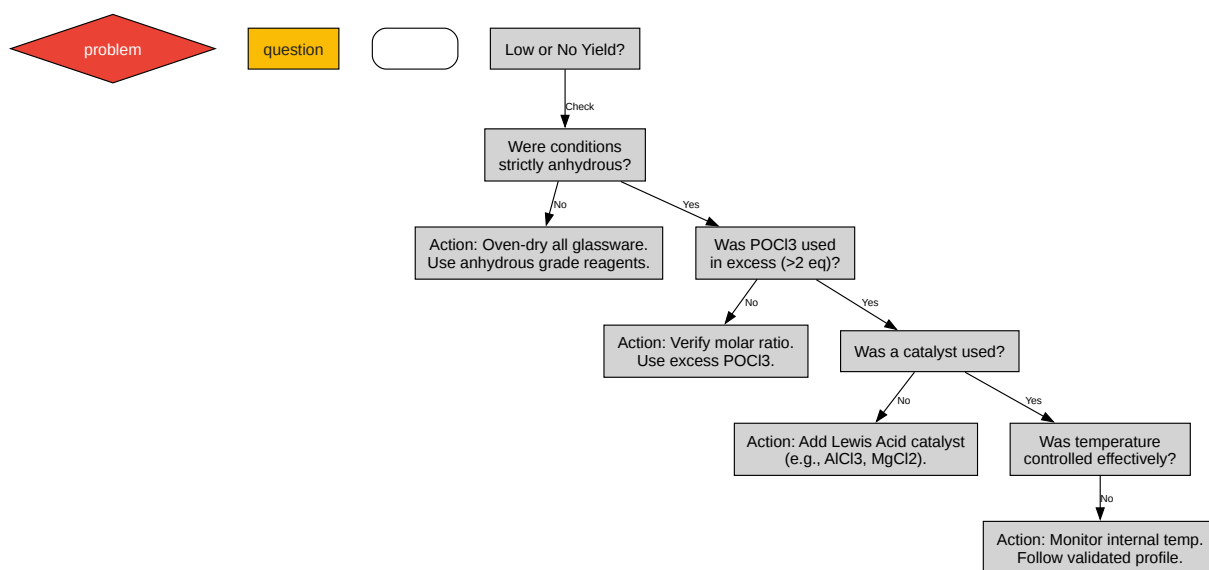 problem
question
Low or No Yield?
Check
Were conditions
strictly anhydrous?
No
Yes
Action: Oven-dry all glassware.
Use anhydrous grade reagents.
Was POCl3 used
in excess (>2 eq)?
No
Yes
Action: Verify molar ratio.
Use excess POCl3.
Was a catalyst used?
No
Yes
Action: Add Lewis Acid catalyst
(e.g., AlCl3, MgCl2).
Was temperature
controlled effectively?
No
Action: Monitor internal temp.
Follow validated profile.